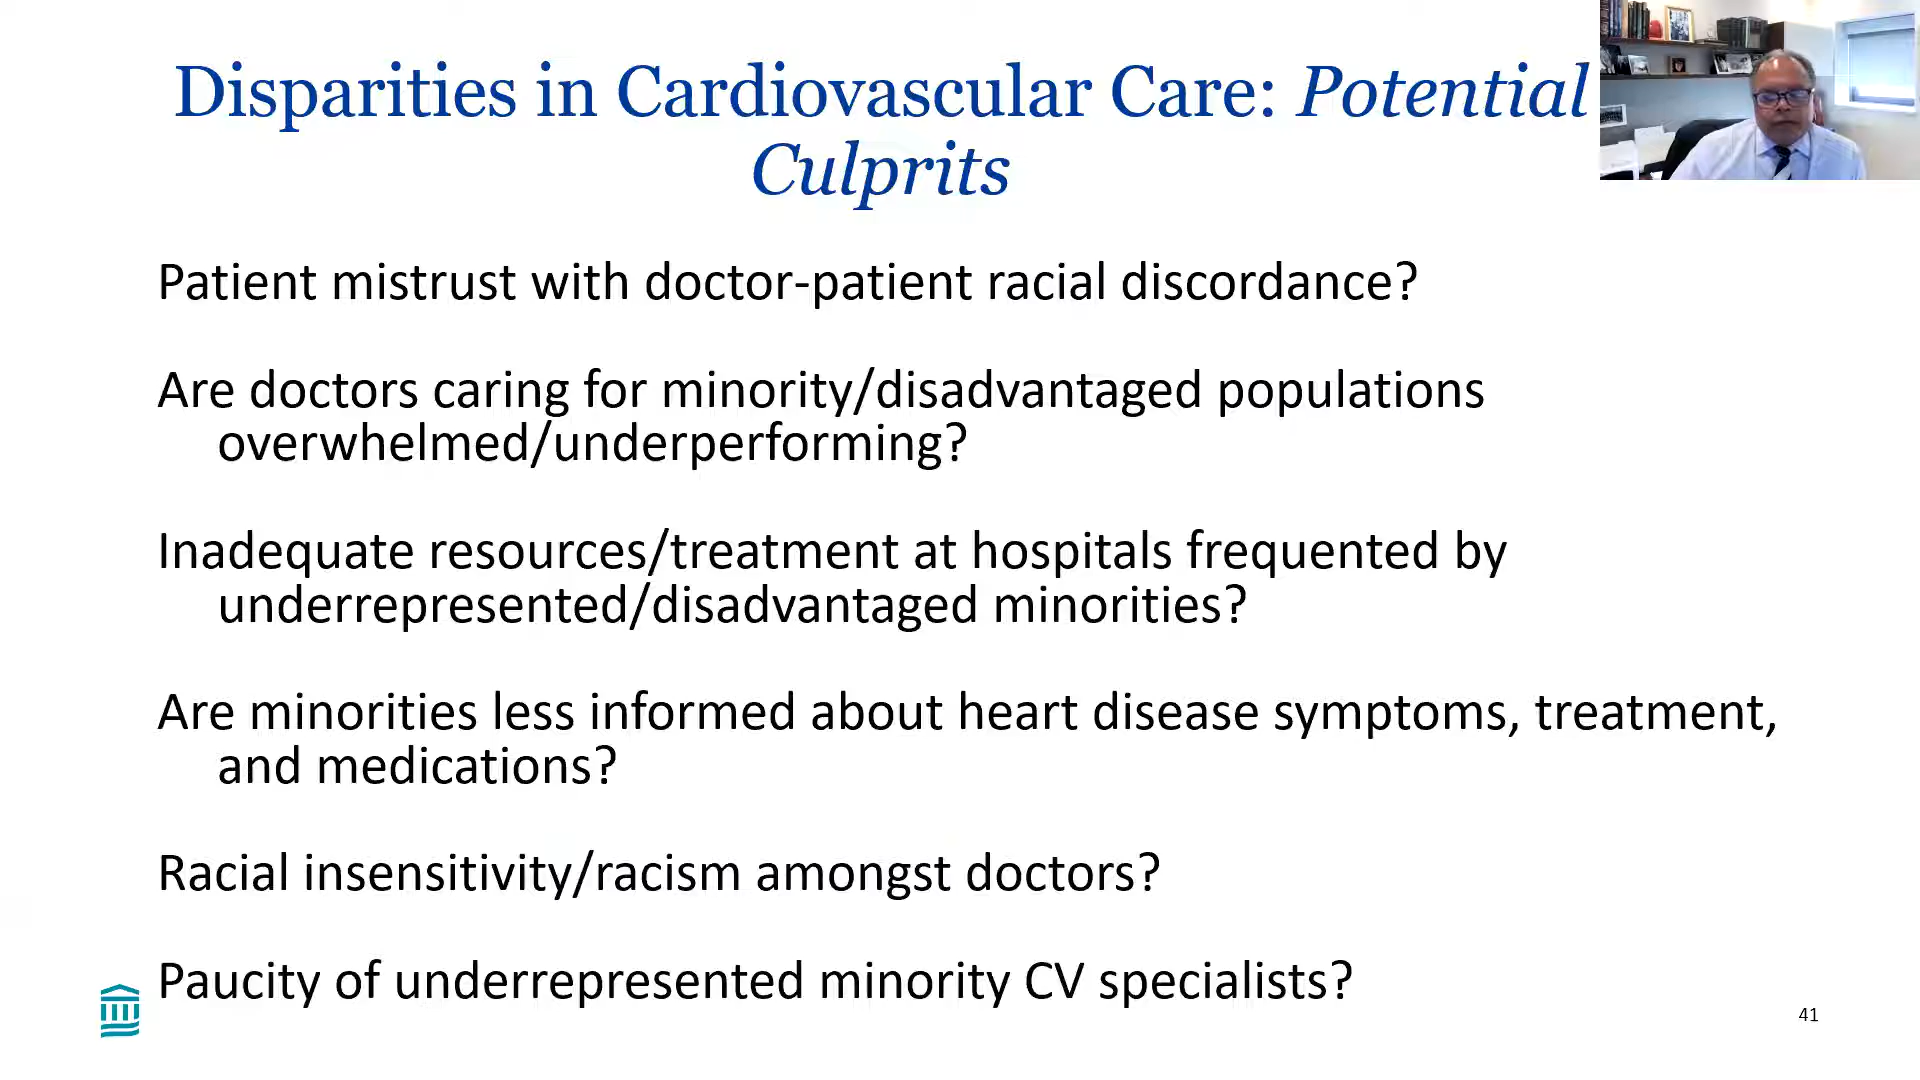 Disparities in Cardiovascular Care: Potential
Culprits
Patient mistrust with doctor-patient racial discordance?
Are doctors caring for minority/disadvantaged populations
overwhelmed/underperforming?
Inadequate resources/treatment at hospitals frequented by
underrepresented/disadvantaged minorities?
Are minorities less informed about heart disease symptoms, treatment,
and medications?
Racial insensitivity/racism amongst doctors?
Paucity of underrepresented minority CV specialists?
41